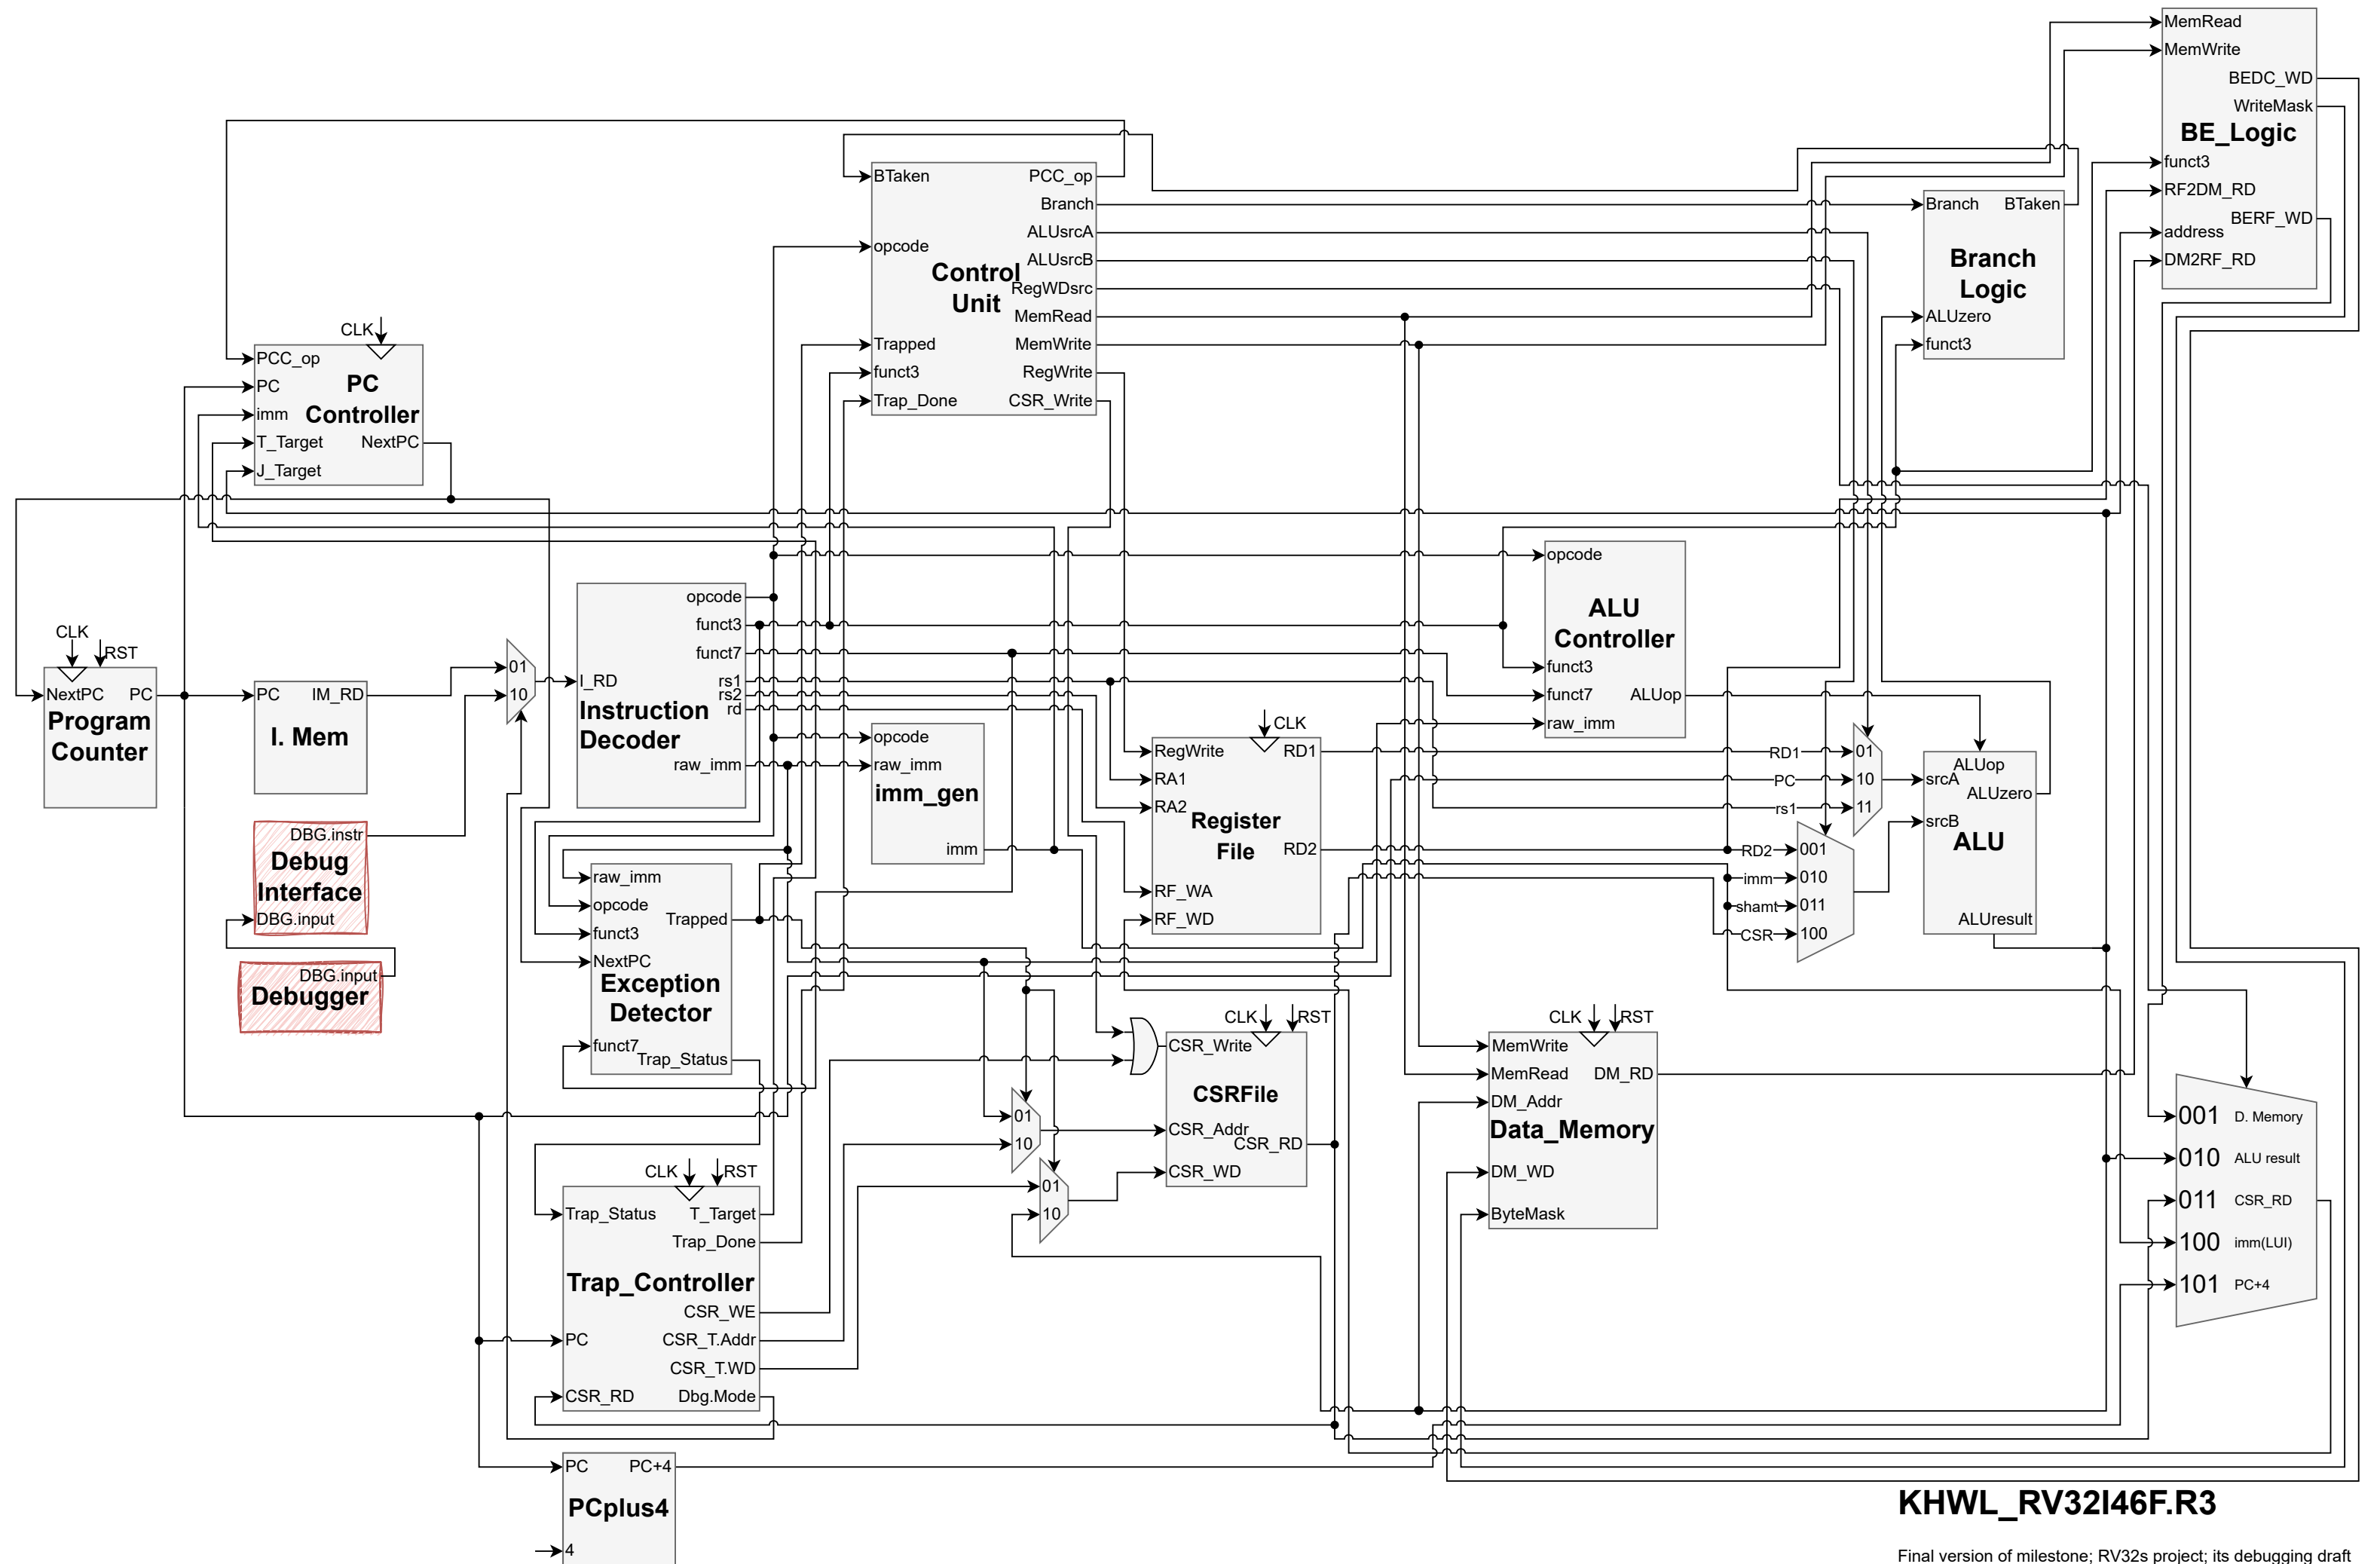 MemRead
MemWrite
BEDC_WD
WriteMask
BE_Logic
funct3
RF2DM_RD
BERF_WD
address
DM2RF_RD
BTaken
PCC_op
Branch
ALUsrcA
opcode
ALUsrcB
Control
Unit
RegWDsrc
MemRead
Trapped
MemWrite
funct3
RegWrite
Trap_Done
CSR_Write
Branch
BTaken
Branch
Logic
ALUzero
funct3
CLK
PCC_op
PC
PC
Controller
imm
T_Target
NextPC
J_Target
opcode
ALU
Controller
funct3
funct7
ALUop
raw_imm
CLK
RST
NextPC
PC
Program
Counter
PC
IM_RD
I. Mem
01
10
opcode
funct3
funct7
I_RD
rs1
rs2
rd
Instruction
Decoder
raw_imm
opcode
raw_imm
imm_gen
imm
CLK
RegWrite
RD1
RA1
RA2
Register
File
RD2
RF_WA
RF_WD
RD1
01
PC
10
rs1
11
RD2
001
imm
010
shamt
011
CSR
100
ALUop
srcA
ALUzero
srcB
ALU
ALUresult
DBG.instr
Debug
Interface
DBG.input
DBG.input
Debugger
raw_imm
opcode
Trapped
funct3
NextPC
Exception
Detector
funct7
Trap_Status
CLK
RST
CSR_Write
CSRFile
CSR_Addr
CSR_RD
CSR_WD
01
10
01
10
CLK
RST
MemWrite
MemRead
DM_RD
DM_Addr
Data_Memory
DM_WD
ByteMask
001 D. Memory
010 ALU result
011 CSR_RD
100 imm(LUI)
101 PC+4
CLK
RST
Trap_Status
T_Target
Trap_Done
Trap_Controller
CSR_WE
PC
CSR_T.Addr
CSR_T.WD
CSR_RD
Dbg.Mode
PC
PC+4
PCplus4
4
KHWL_RV32I46F.R3
Final version of milestone; RV32s project; its debugging draft